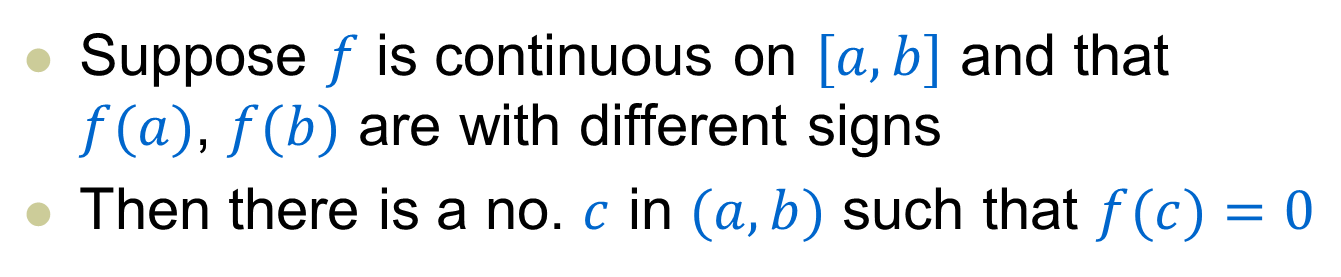 • Suppose f is continuous on [a, b] and that
f(a), f(b) are with different signs
• Then there is a no. c in (a, b) such that f(c) = 0